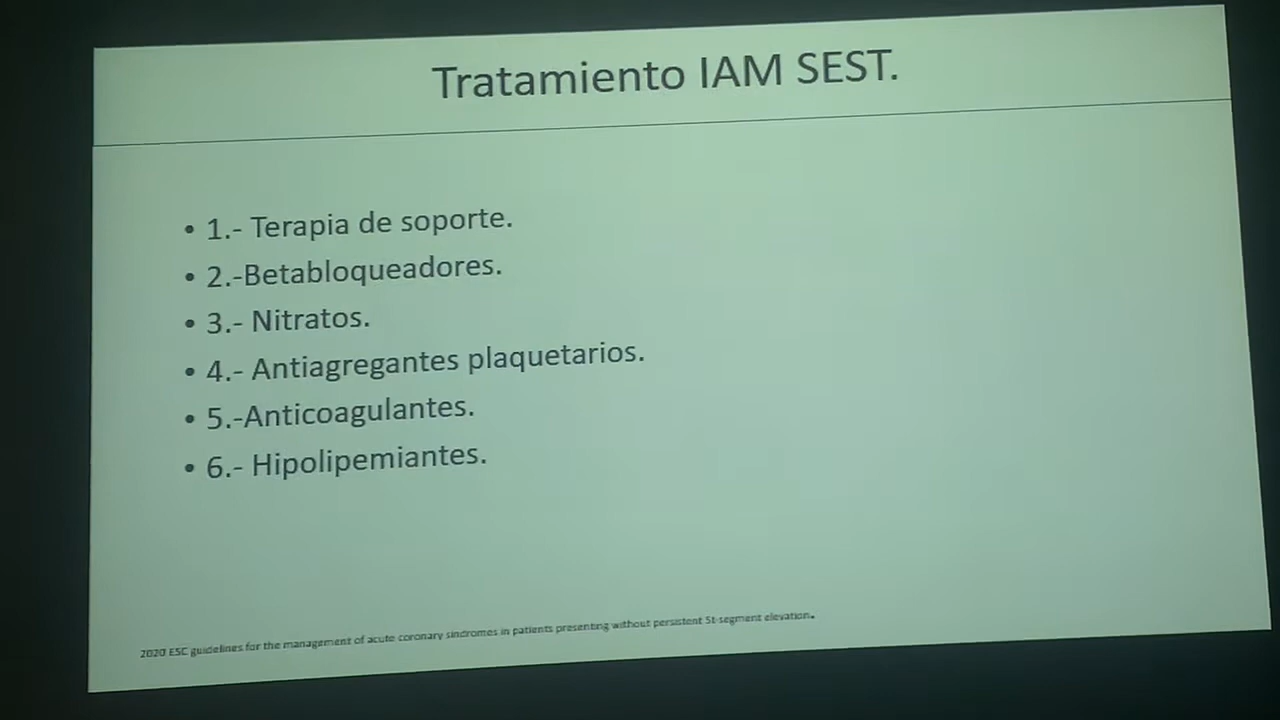 Tratamiento IAM SEST.
• 1.- Terapia de soporte.
• 2.-Betabloqueadores.
• 3.- Nitratos.
• 4.- Antiagregantes plaquetarios.
• 5.-Anticoagulantes.
• 6.- Hipolipemiantes.
2020 ESC guidelines for the management of acute coronary sindromes in patients presenting without persistent St-segment elevation.